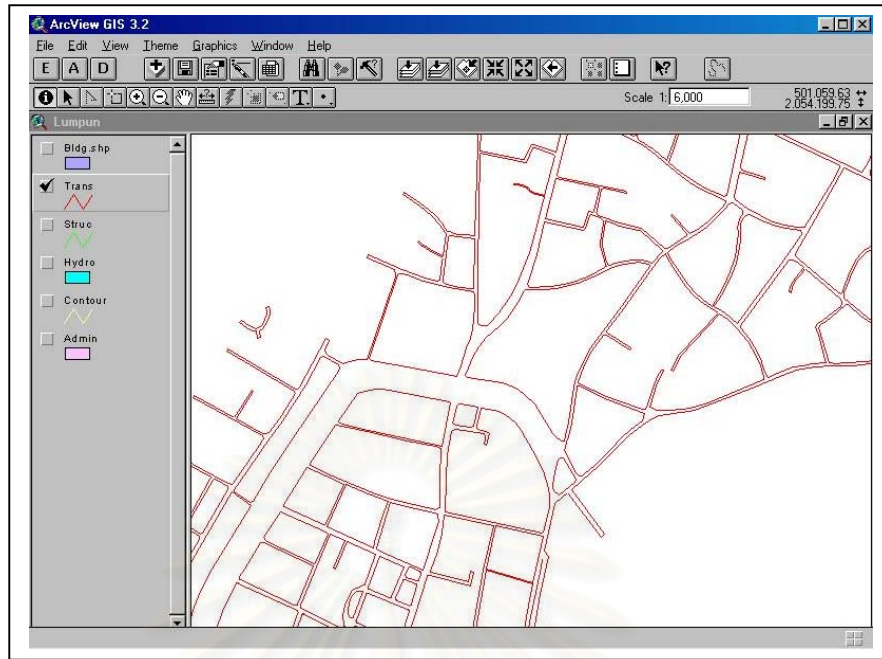 ArcView GIS 3.2
File Edit View Theme Graphics Window Help
E A D
T
Scale 1: 6,000
501,059.63
2,054,199.75
Lumpun
Bldg.shp
Trans
Struc
Hydro
Contour
Admin